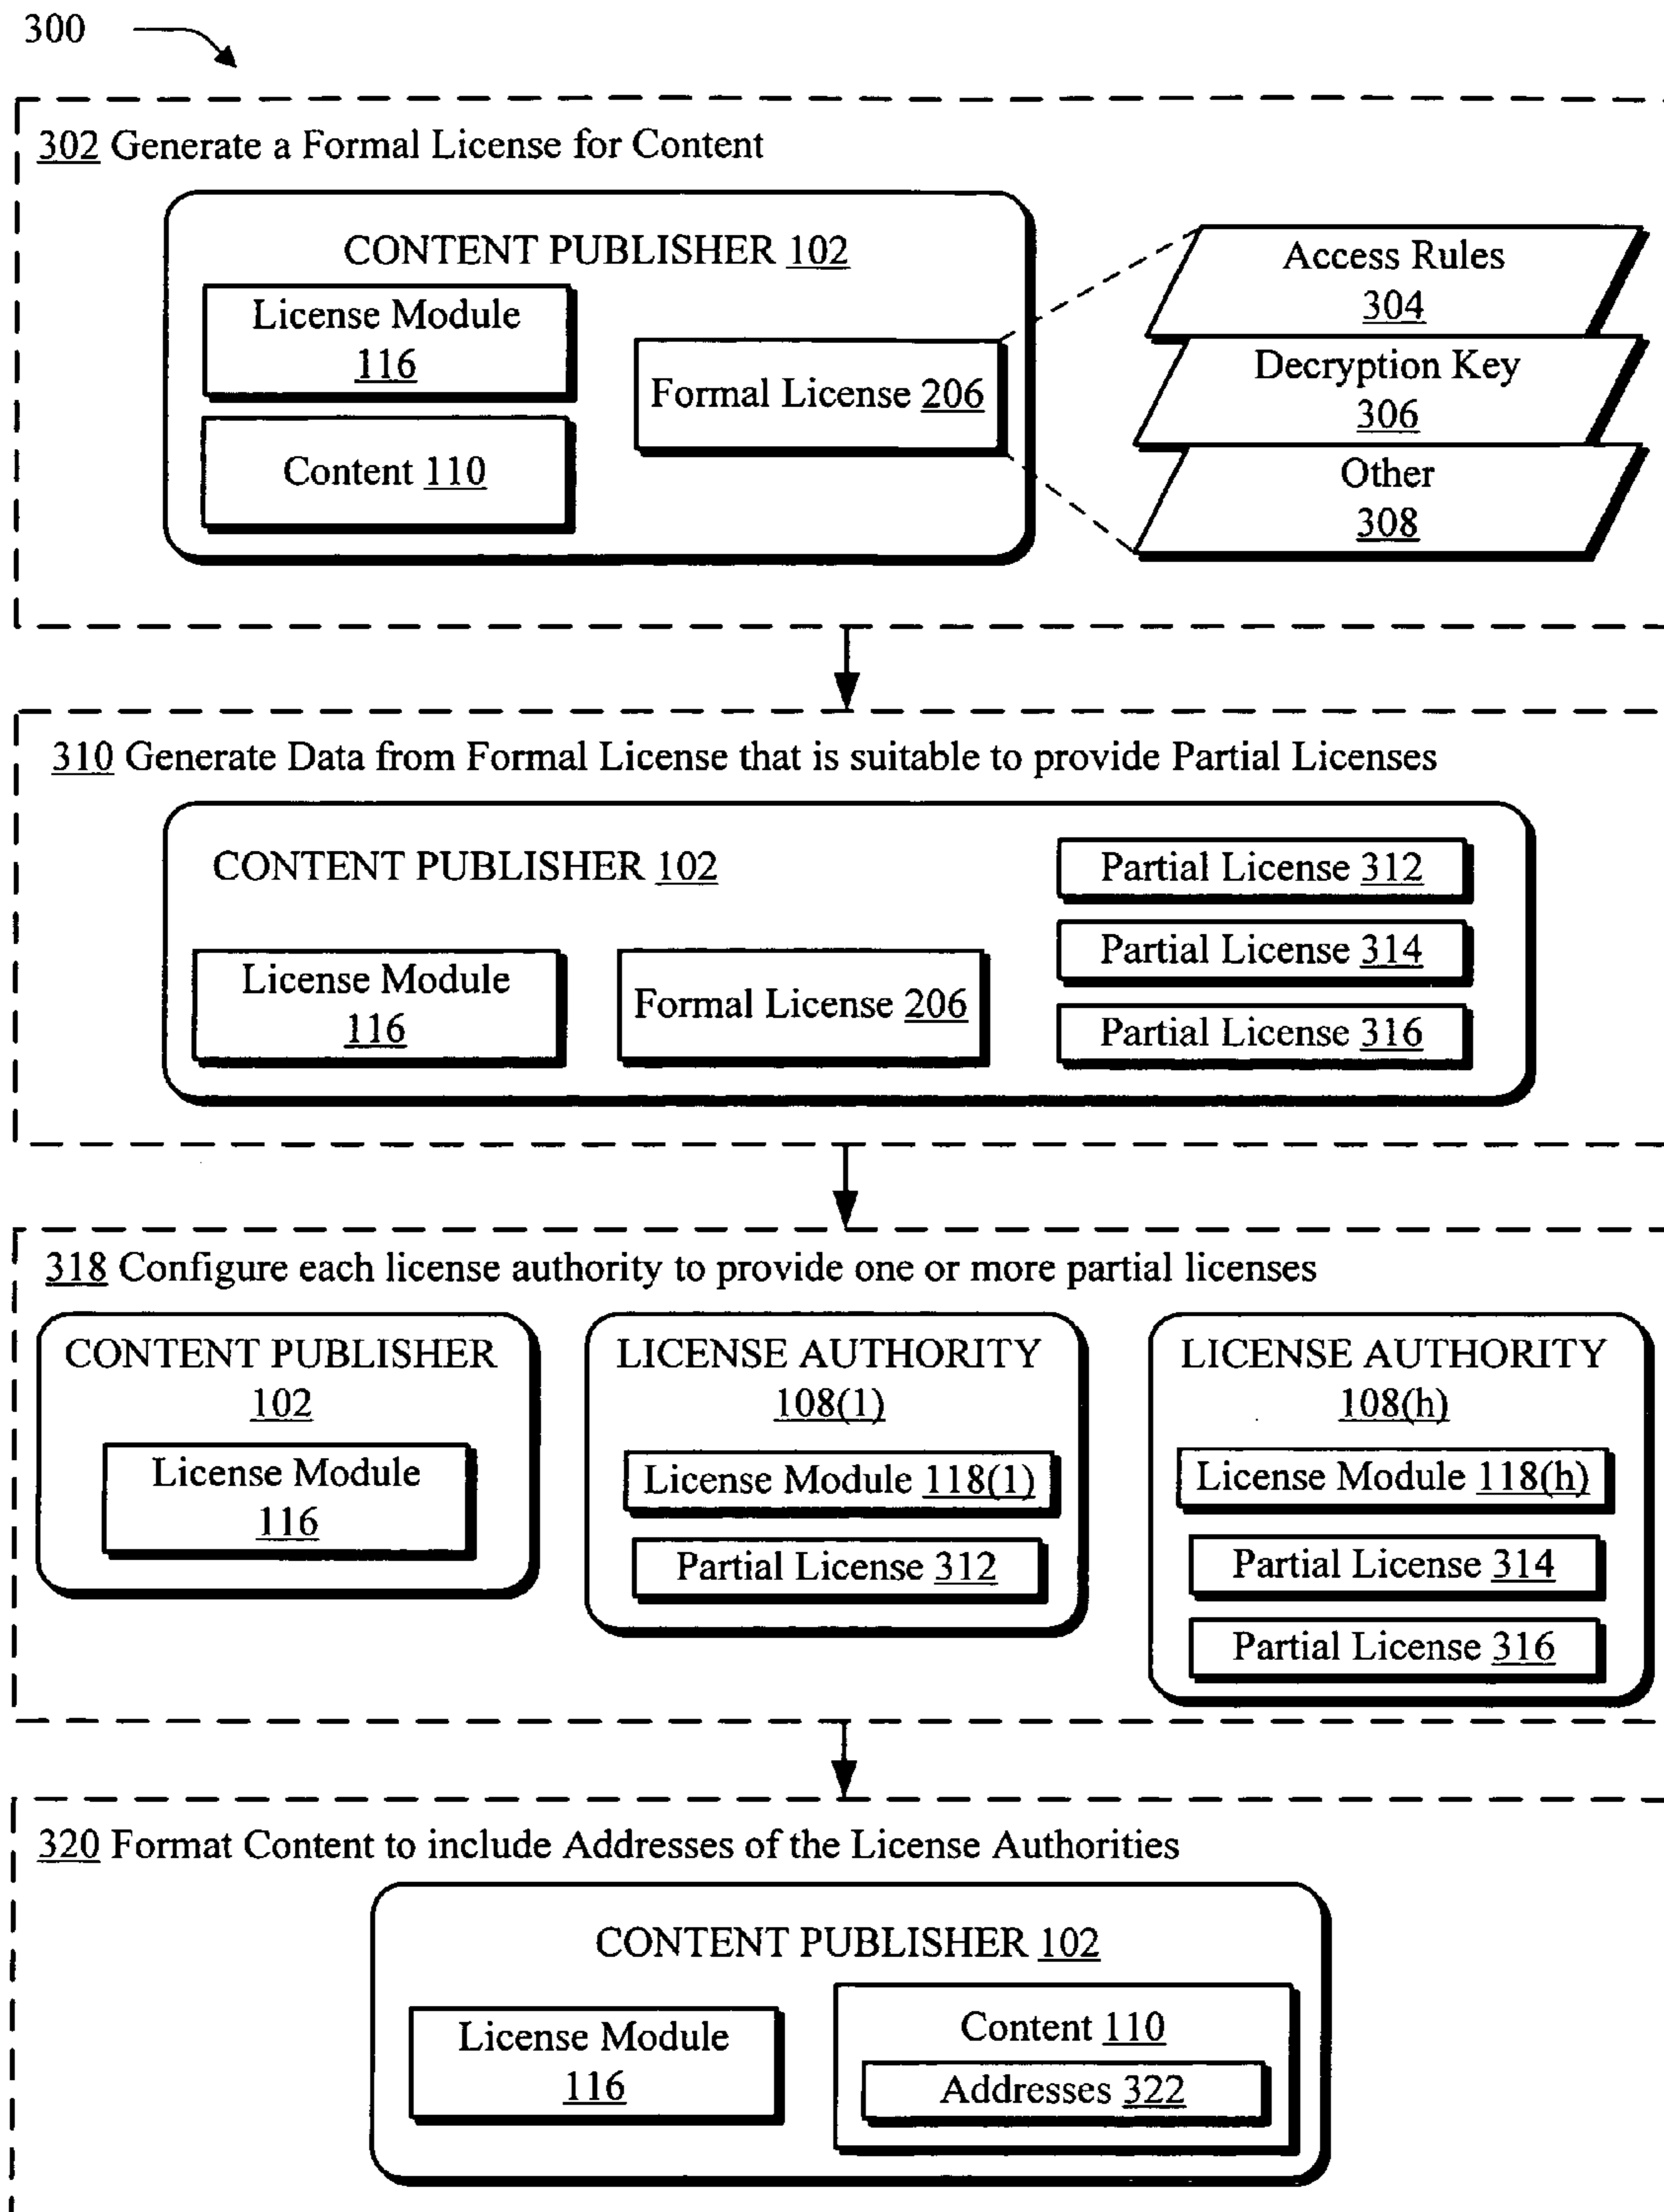 300
302 Generate a Formal License for Content
CONTENT PUBLISHER 102
License Module
116
Content 110
Formal License 206
Access Rules
304
Decryption Key
306
Other
308
310 Generate Data from Formal License that is suitable to provide Partial Licenses
CONTENT PUBLISHER 102
License Module
116
Formal License 206
Partial License 312
Partial License 314
Partial License 316
318 Configure each license authority to provide one or more partial licenses
CONTENT PUBLISHER
102
License Module
116
LICENSE AUTHORITY
108(1)
License Module 118(1)
Partial License 312
LICENSE AUTHORITY
108(h)
License Module 118(h)
Partial License 314
Partial License 316
320 Format Content to include Addresses of the License Authorities
CONTENT PUBLISHER 102
License Module
116
Content 110
Addresses 322